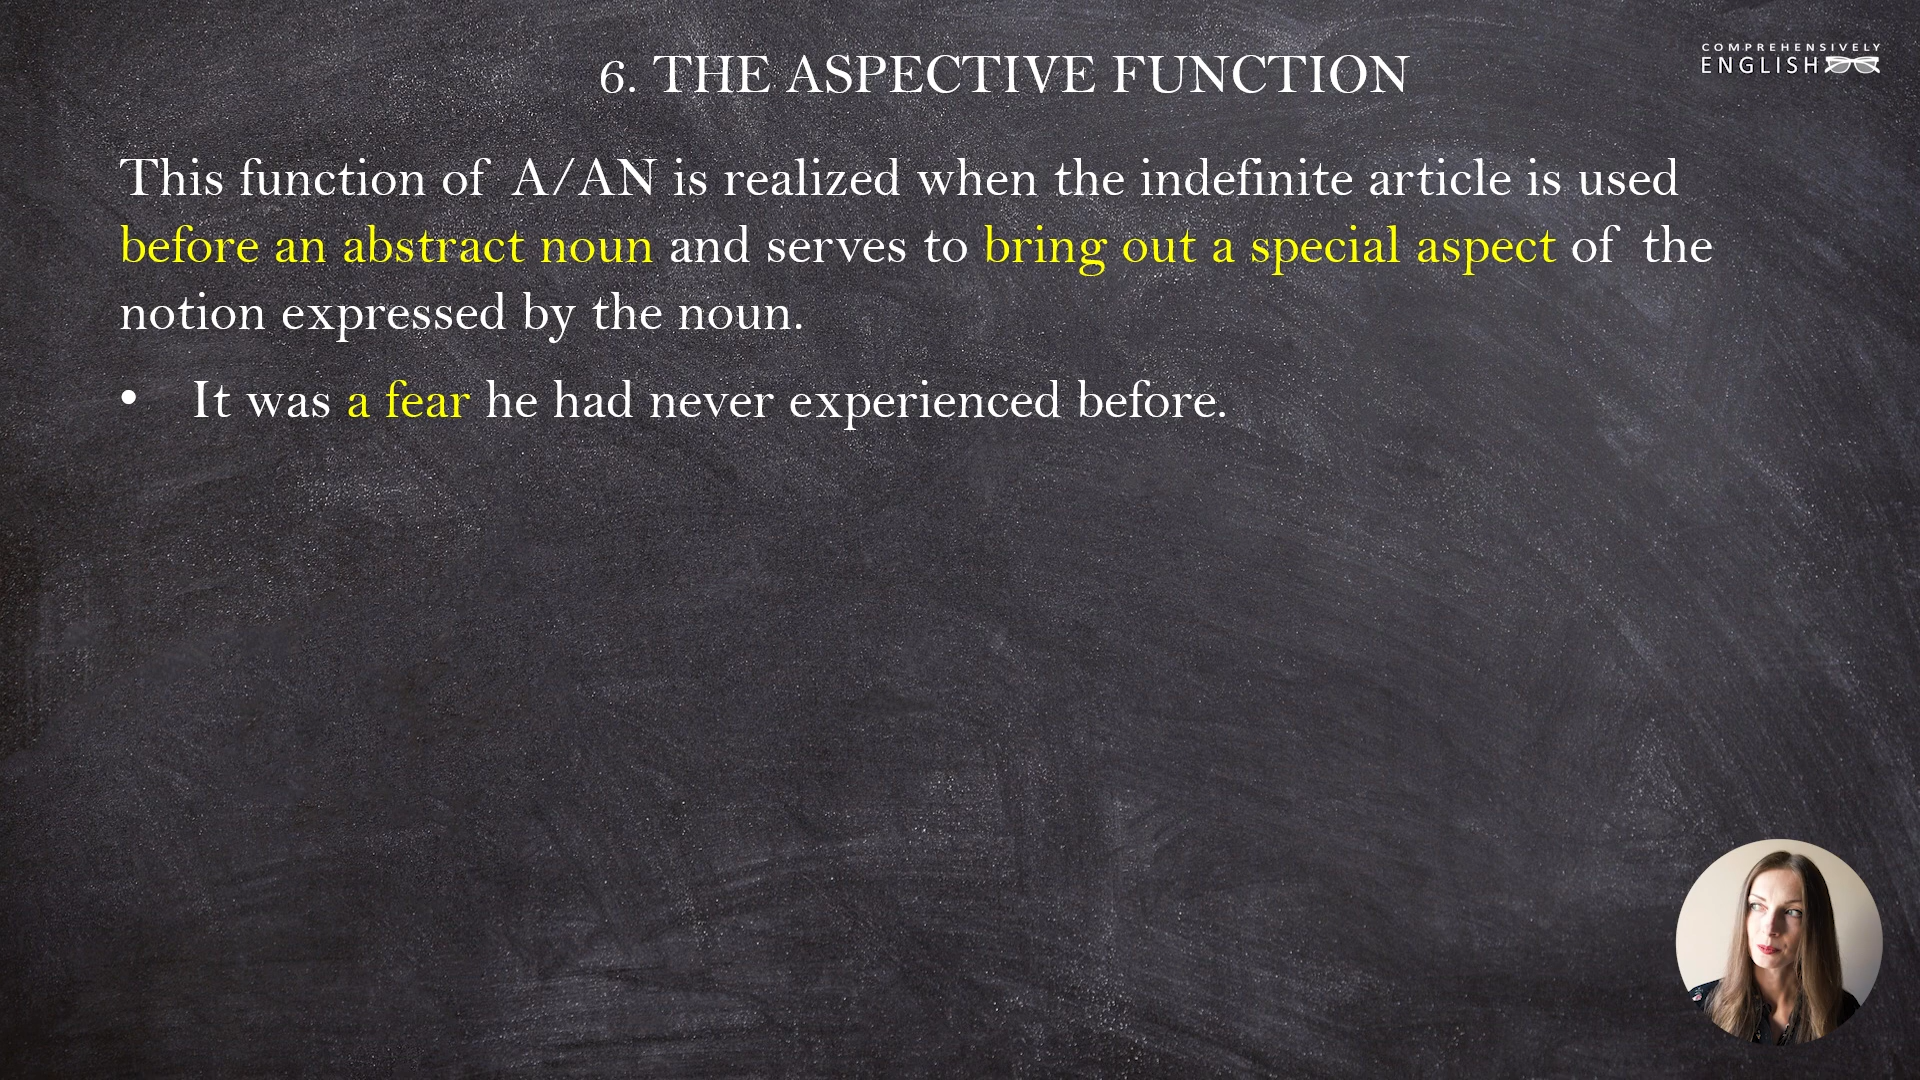 6. THE ASPECTIVE FUNCTION
COMPREHENSIVELY
ENGLISH
This function of A/AN is realized when the indefinite article is used
before an abstract noun and serves to bring out a special aspect of the
notion expressed by the noun.
• It was a fear he had never experienced before.